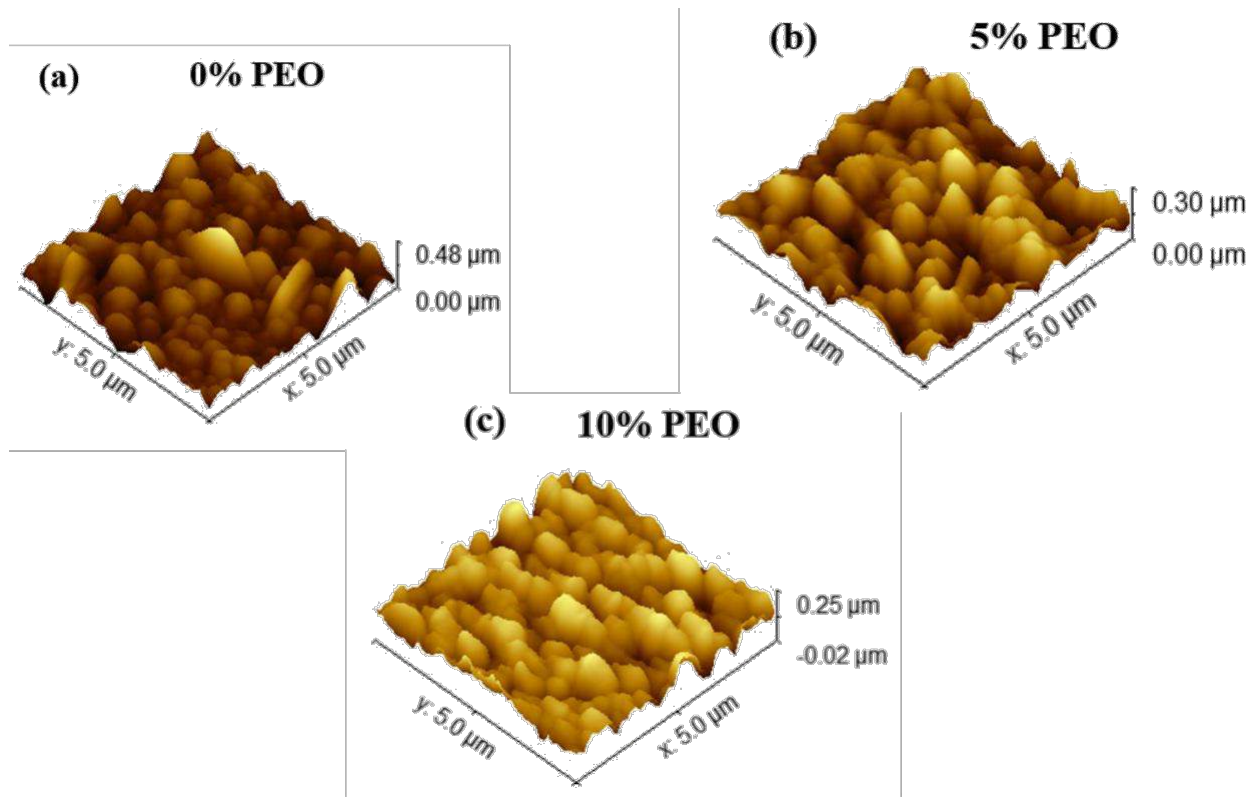 (a) 0% PEO
0.48 µm
0.00 µm
y: 5.0 µm
x: 5.0 µm
(b) 5% PEO
0.30 µm
0.00 µm
y: 5.0 µm
x: 5.0 µm
(c) 10% PEO
0.25 µm
-0.02 µm
y: 5.0 µm
x: 5.0 µm